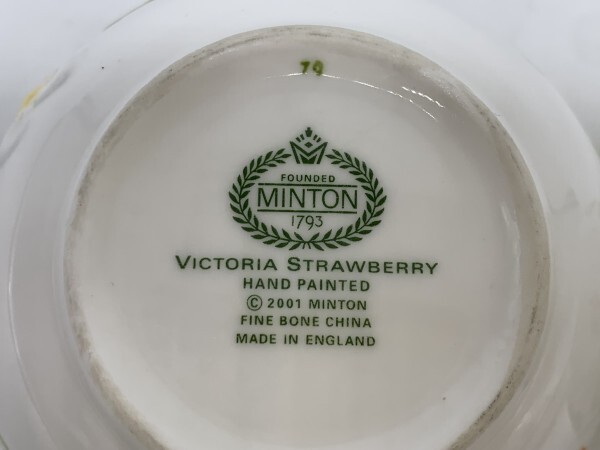 79
FOUNDED
MINTON
1793
VICTORIA STRAWBERRY
HAND PAINTED
© 2001 MINTON
FINE BONE CHINA
MADE IN ENGLAND